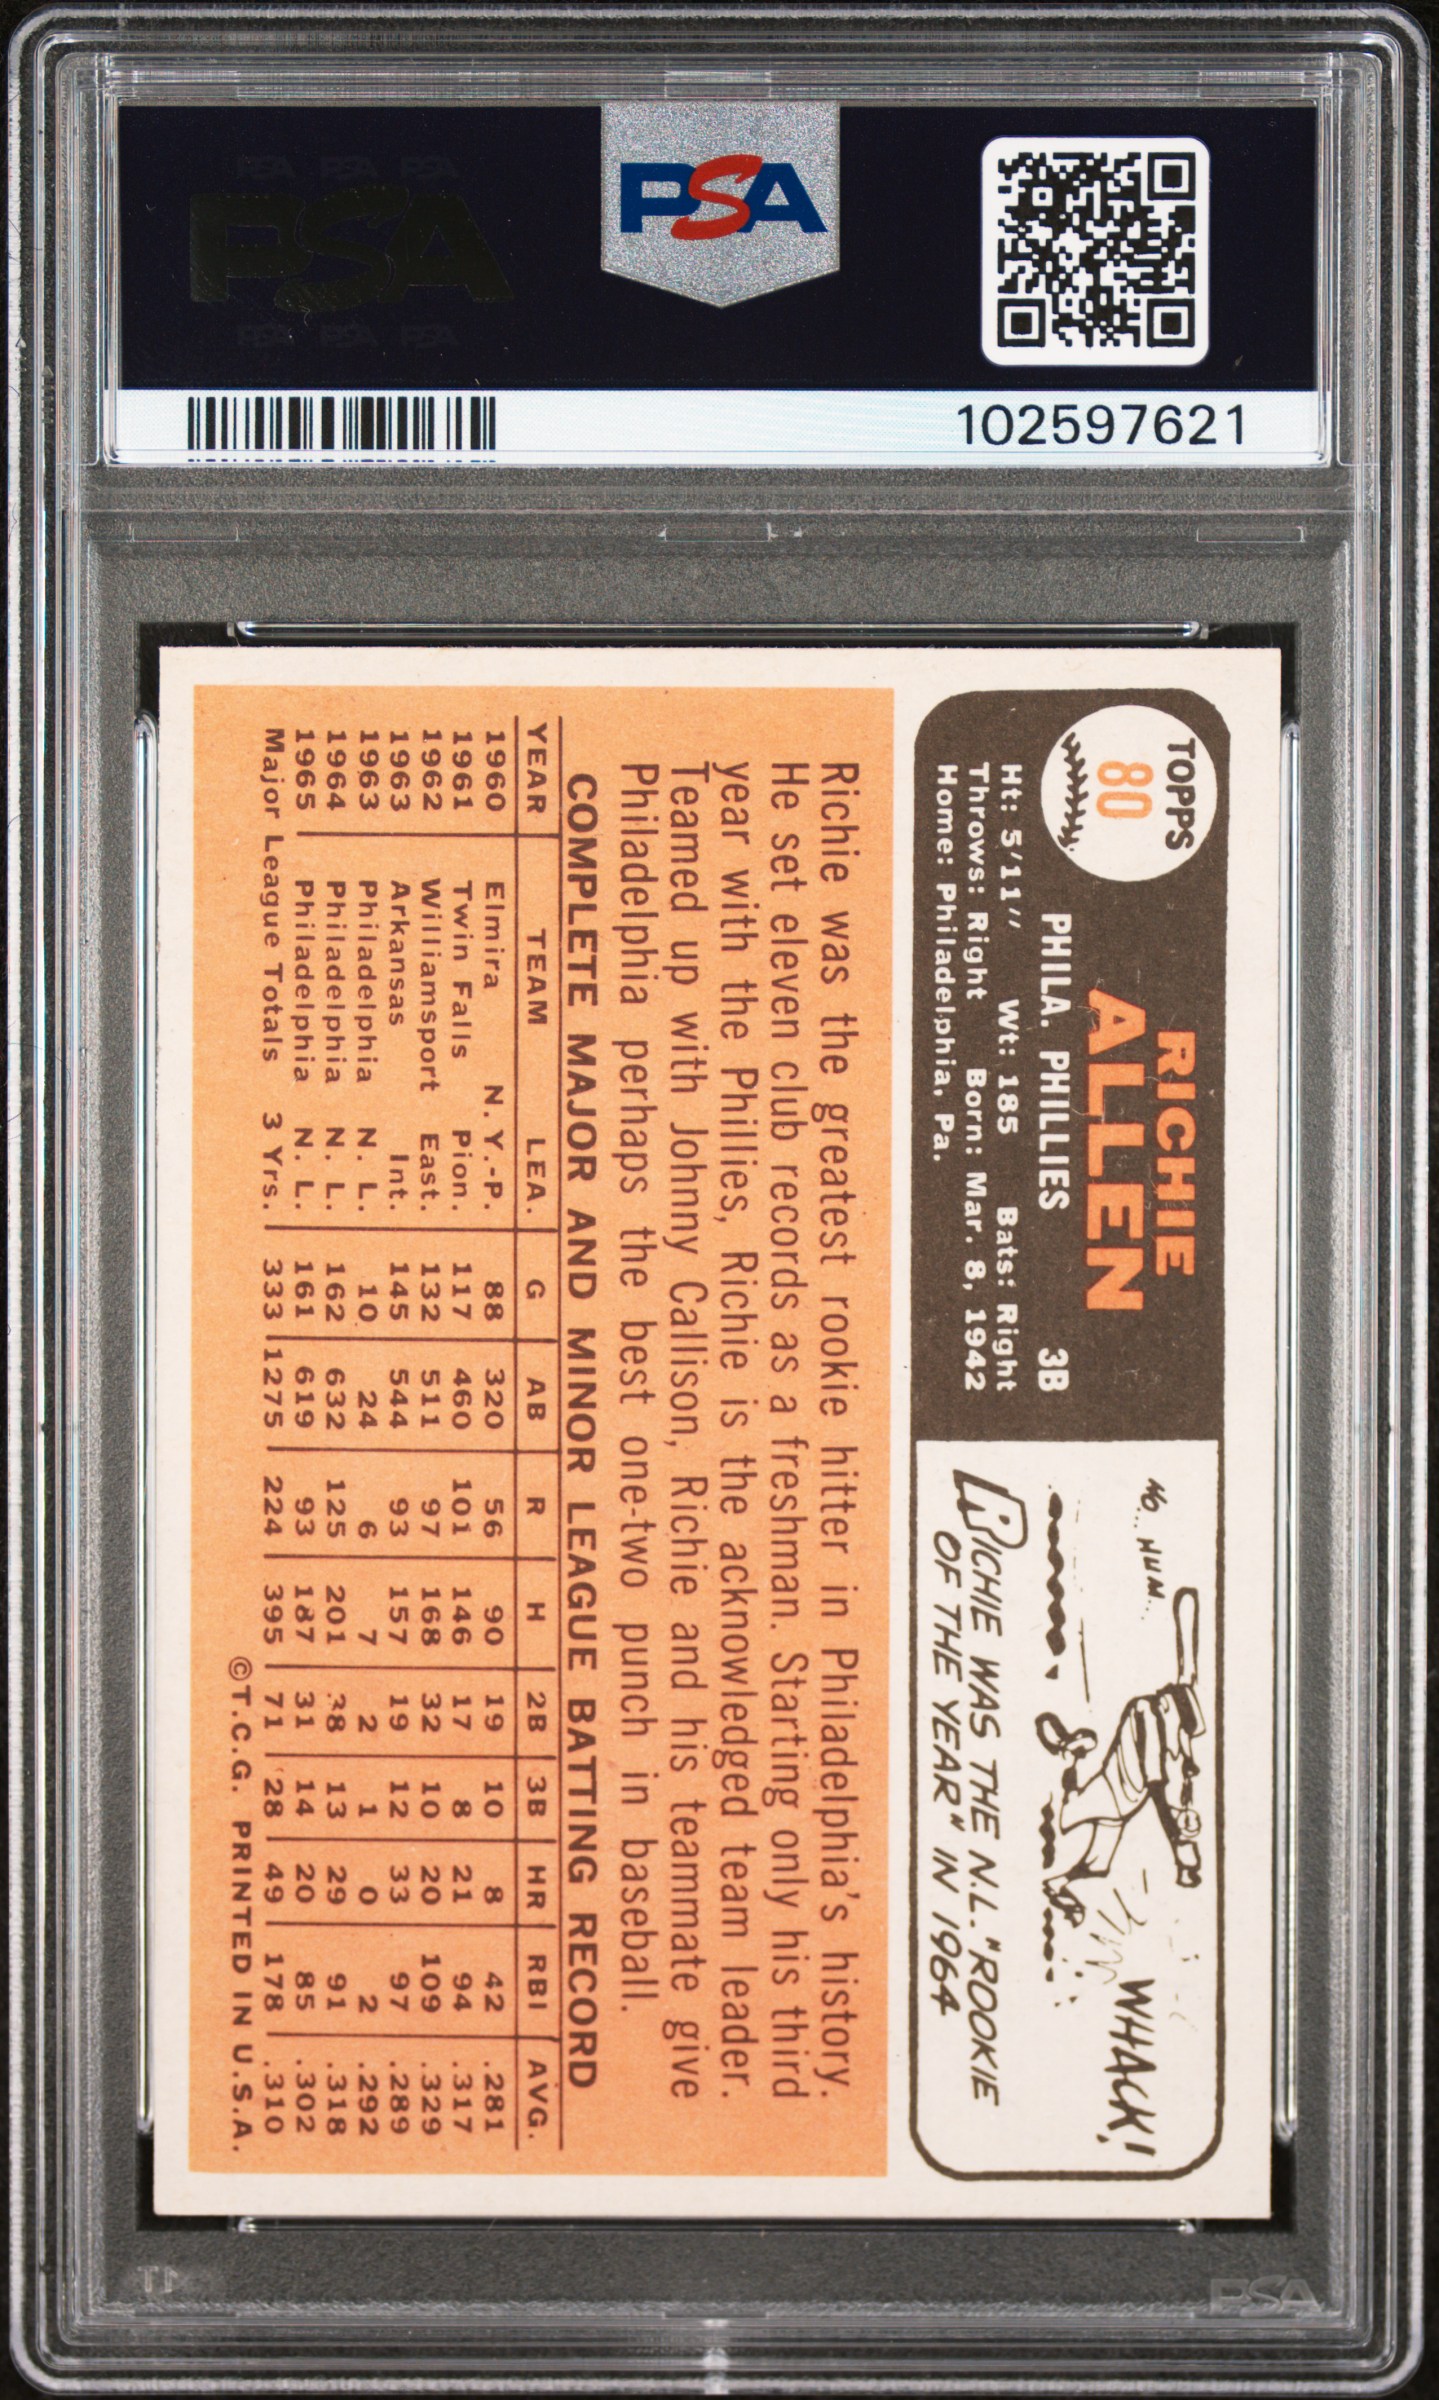 PSA PSA PSA
PSA
PSA PSA PSA
PSA
102597621
TOPPS
80
RICHIE
ALLEN
PHILA. PHILLIES 3B
Ht: 5'11" Wt: 185 Bats: Right
Throws: Right Born: Mar. 8, 1942
Home: Philadelphia, Pa.
HO.. HUM...
WHACK!
RICHIE WAS THE N.L. "ROOKIE
OF THE YEAR" IN 1964
Richie was the greatest rookie hitter in Philadelphia's history.
He set eleven club records as a freshman. Starting only his third
year with the Phillies, Richie is the acknowledged team leader.
Teamed up with Johnny Callison, Richie and his teammate give
Philadelphia perhaps the best one-two punch in baseball.
COMPLETE MAJOR AND MINOR LEAGUE BATTING RECORD
YEAR TEAM LEA. G AB R H 2B 3B HR RBI AVG.
1960 Elmira N. Y.-P. 88 320 56 90 19 10 8 42 .281
1961 Twin Falls Pion. 117 460 101 146 17 8 21 94 .317
1962 Williamsport East. 132 511 97 168 32 10 20 109 .329
1963 Arkansas Int. 145 544 93 157 19 12 33 97 .289
1963 Philadelphia N. L. 10 24 6 7 2 1 0 2 .292
1964 Philadelphia N. L. 162 632 125 201 38 13 29 91 .318
1965 Philadelphia N. L. 161 619 93 187 31 14 20 85 .302
Major League Totals 3 Yrs. 333 1275 224 395 71 28 49 178 .310
©T.C.G. PRINTED IN U.S.A.
PSA